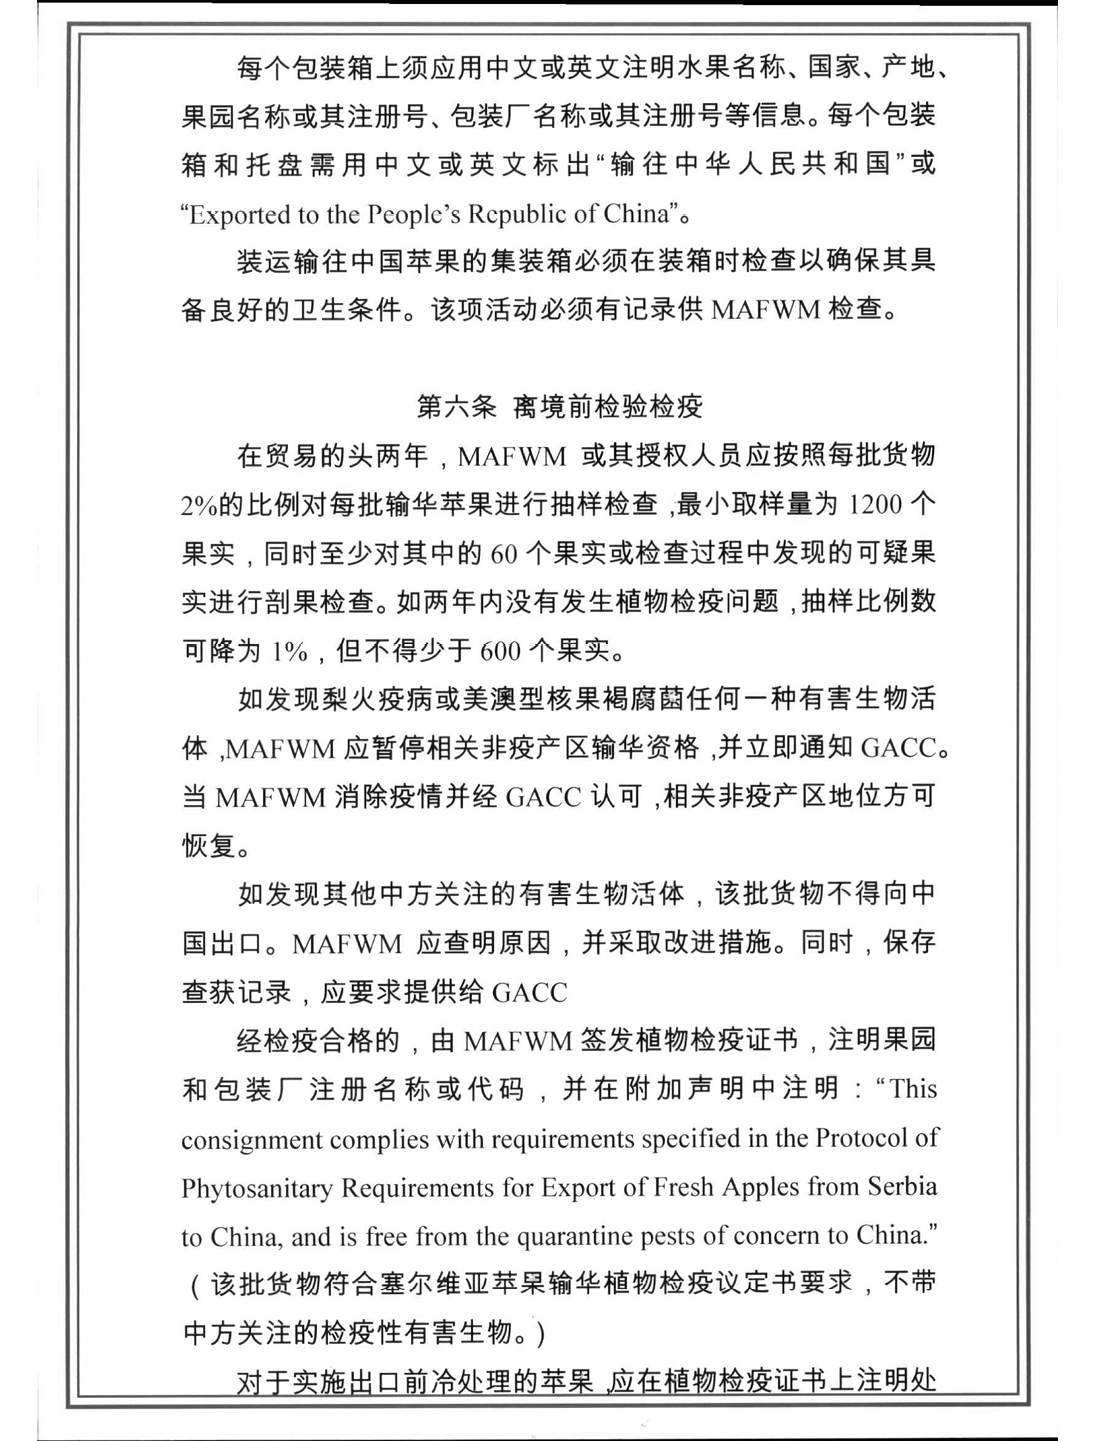 每个包装箱上须应用中文或英文注明水果名称、国家、产地、
果园名称或其注册号、包装厂名称或其注册号等信息。每个包装
箱和托盘需用中文或英文标出“输往中华人民共和国”或
“Exported to the People’s Republic of China”。
装运输往中国苹果的集装箱必须在装箱时检查以确保其具
备良好的卫生条件。该项活动必须有记录供 MAFWM 检查。
第六条 离境前检验检疫
在贸易的头两年，MAFWM 或其授权人员应按照每批货物
2%的比例对每批输华苹果进行抽样检查，最小取样量为 1200 个
果实，同时至少对其中的 60 个果实或检查过程中发现的可疑果
实进行剖果检查。如两年内没有发生植物检疫问题，抽样比例数
可降为 1%，但不得少于 600 个果实。
如发现梨火疫病或美澳型核果褐腐菌任何一种有害生物活
体，MAFWM 应暂停相关非疫产区输华资格，并立即通知 GACC。
当 MAFWM 消除疫情并经 GACC 认可，相关非疫产区地位方可
恢复。
如发现其他中方关注的有害生物活体，该批货物不得向中
国出口。MAFWM 应查明原因，并采取改进措施。同时，保存
查获记录，应要求提供给 GACC
经检疫合格的，由 MAFWM 签发植物检疫证书，注明果园
和包装厂注册名称或代码，并在附加声明中注明：“This
consignment complies with requirements specified in the Protocol of
Phytosanitary Requirements for Export of Fresh Apples from Serbia
to China, and is free from the quarantine pests of concern to China.”
（该批货物符合塞尔维亚苹果输华植物检疫议定书要求，不带
中方关注的检疫性有害生物。）
对于实施出口前冷处理的苹果，应在植物检疫证书上注明处